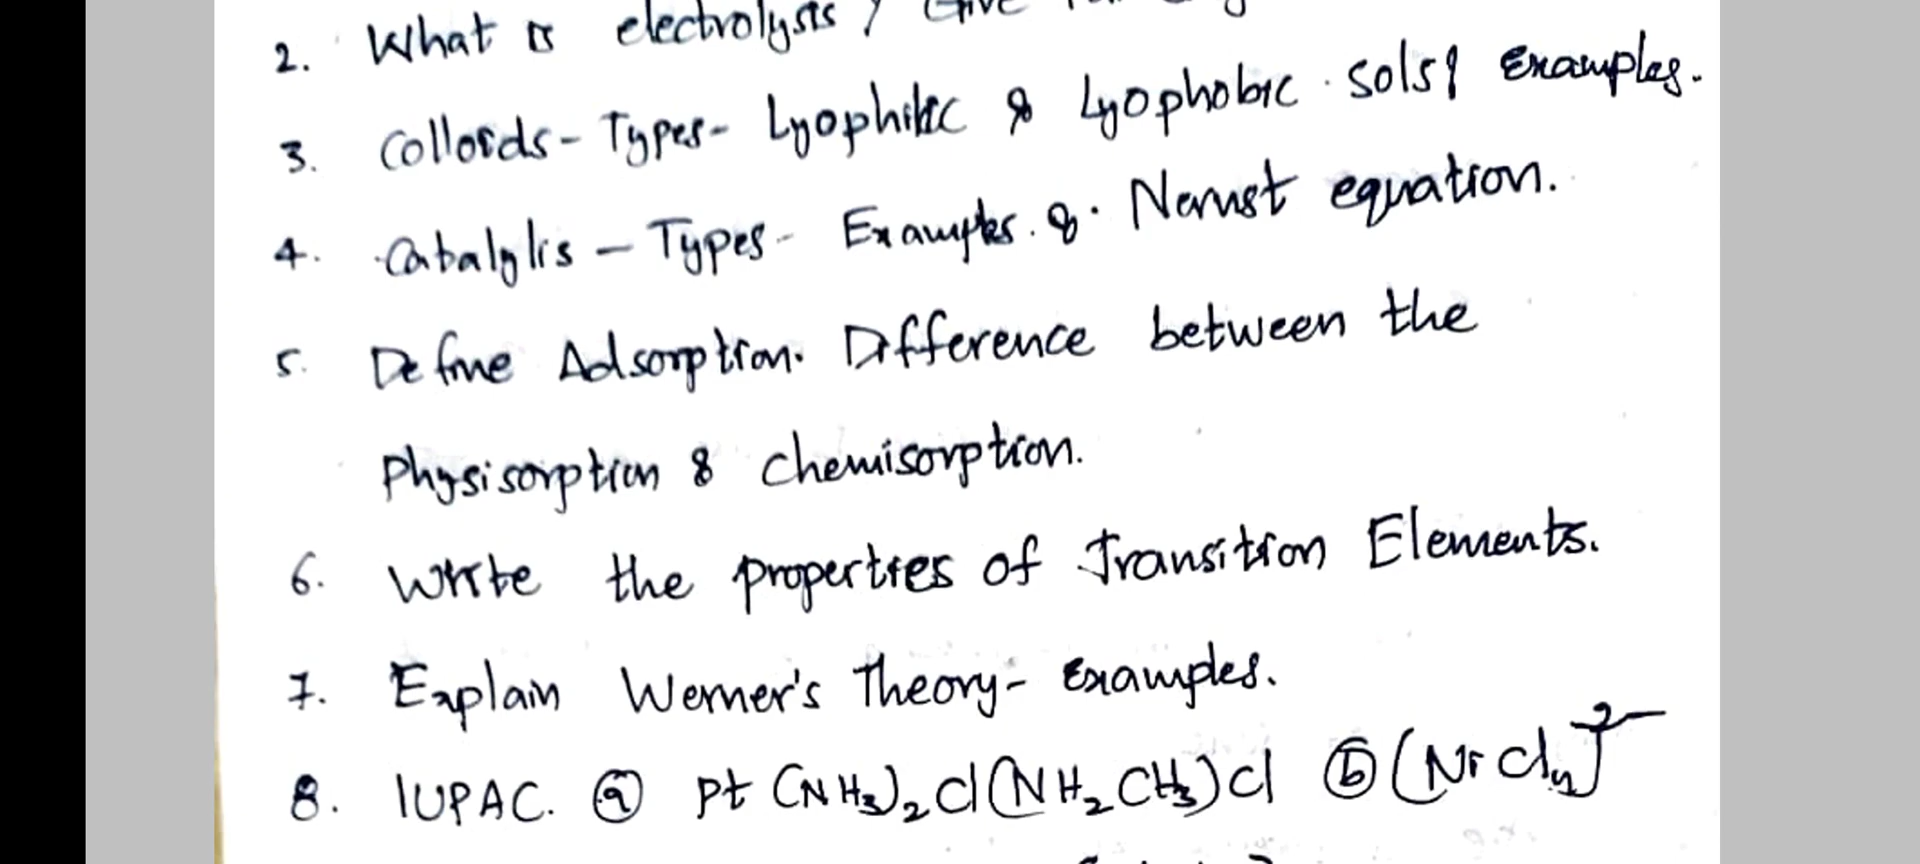 2. What is electrolysis? Give
3. Colloids - Types - Lyophilic & Lyophobic sols? Examples.
4. Catalylis - Types - Examples. & Nernst equation.
5. Define Adsorption. Difference between the
Physisorption & chemisorption.
6. Write the properties of Transition Elements.
7. Explain Werner's Theory - Examples.
8. IUPAC. ⓐ Pt (NH₃)₂ Cl (NH₂ CH₃) Cl ⓑ (Ni Cl₄]²⁻